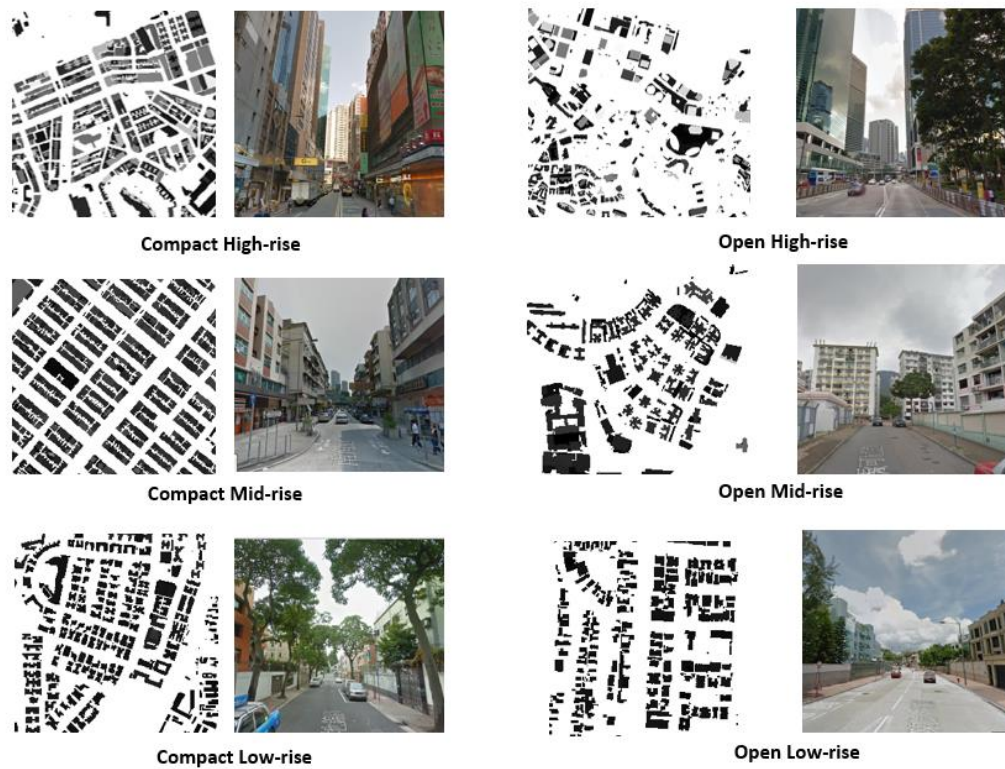 Compact High-rise
Open High-rise
Compact Mid-rise
Open Mid-rise
Compact Low-rise
Open Low-rise